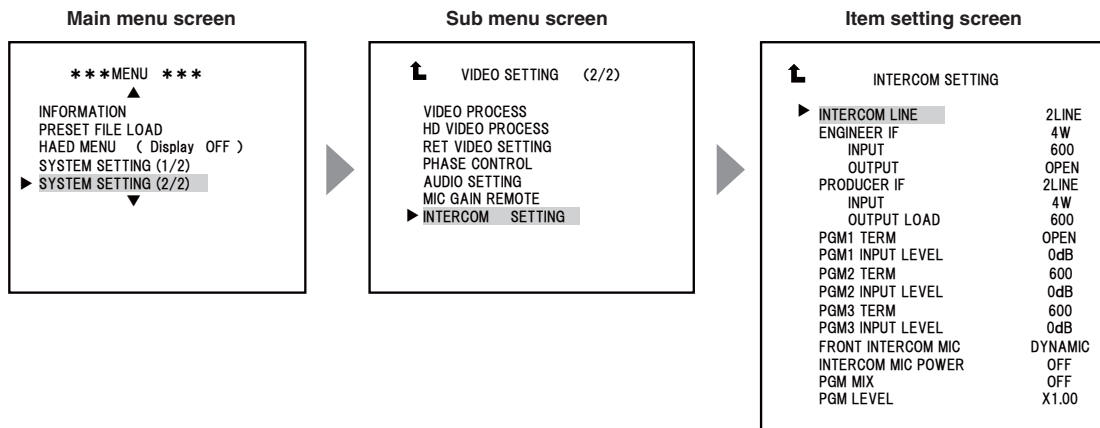 Main menu screen
***MENU ***
INFORMATION
PRESET FILE LOAD
HAED MENU ( Display OFF )
SYSTEM SETTING (1/2)
SYSTEM SETTING (2/2)
Sub menu screen
VIDEO SETTING (2/2)
VIDEO PROCESS
HD VIDEO PROCESS
RET VIDEO SETTING
PHASE CONTROL
AUDIO SETTING
MIC GAIN REMOTE
INTERCOM SETTING
Item setting screen
INTERCOM SETTING
INTERCOM LINE 2LINE
ENGINEER IF 4W
INPUT 600
OUTPUT OPEN
PRODUCER IF 2LINE
INPUT 4W
OUTPUT LOAD 600
PGM1 TERM OPEN
PGM1 INPUT LEVEL 0dB
PGM2 TERM 600
PGM2 INPUT LEVEL 0dB
PGM3 TERM 600
PGM3 INPUT LEVEL 0dB
FRONT INTERCOM MIC DYNAMIC
INTERCOM MIC POWER OFF
PGM MIX OFF
PGM LEVEL X1.00